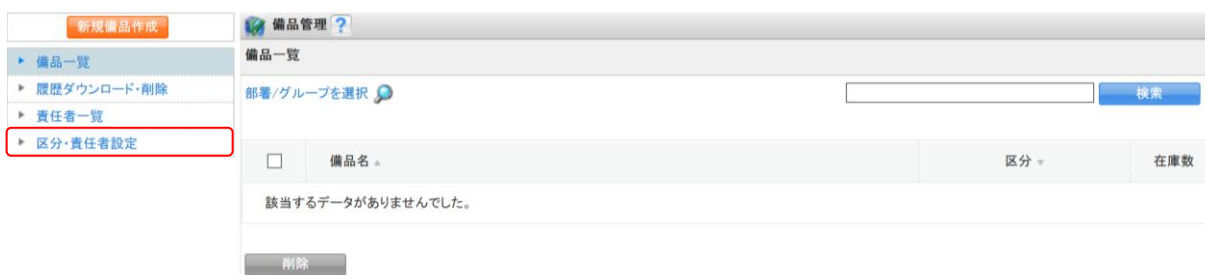 新規備品作成
備品一覧
履歴ダウンロード・削除
責任者一覧
区分・責任者設定
備品管理 ?
備品一覧
部署/グループを選択
検索
備品名 区分 在庫数
該当するデータがありませんでした。
削除